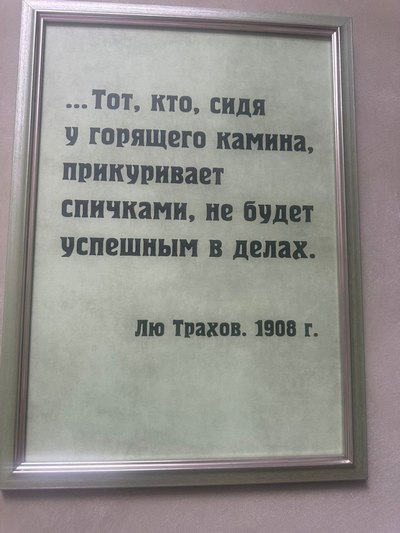 ...Тот, кто, сидя
у горящего камина,
прикуривает
спичками, не будет
успешным в делах.
Лю Трахов. 1908 г.